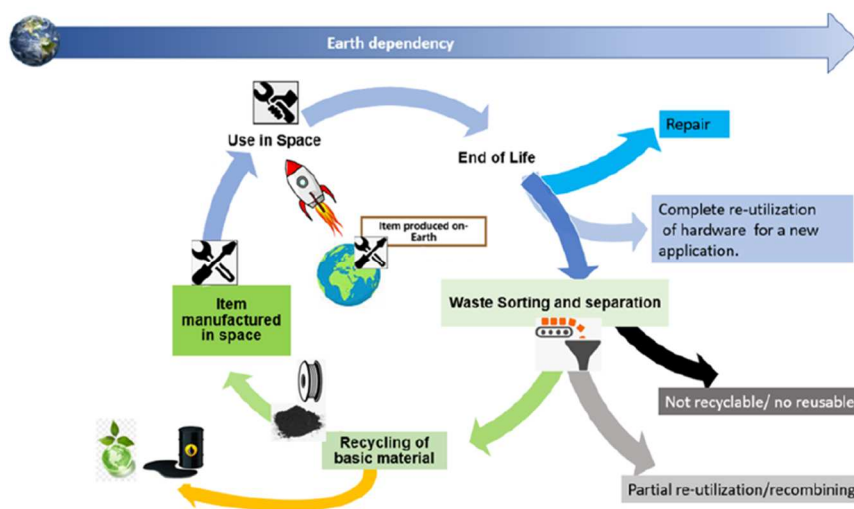 Earth dependency
Use in Space
End of Life
Repair
Item produced on-
Earth
Complete re-utilization
of hardware for a new
application.
Item
manufactured
in space
Waste Sorting and separation
Not recyclable/ no reusable
Recycling of
basic material
Partial re-utilization/recombining